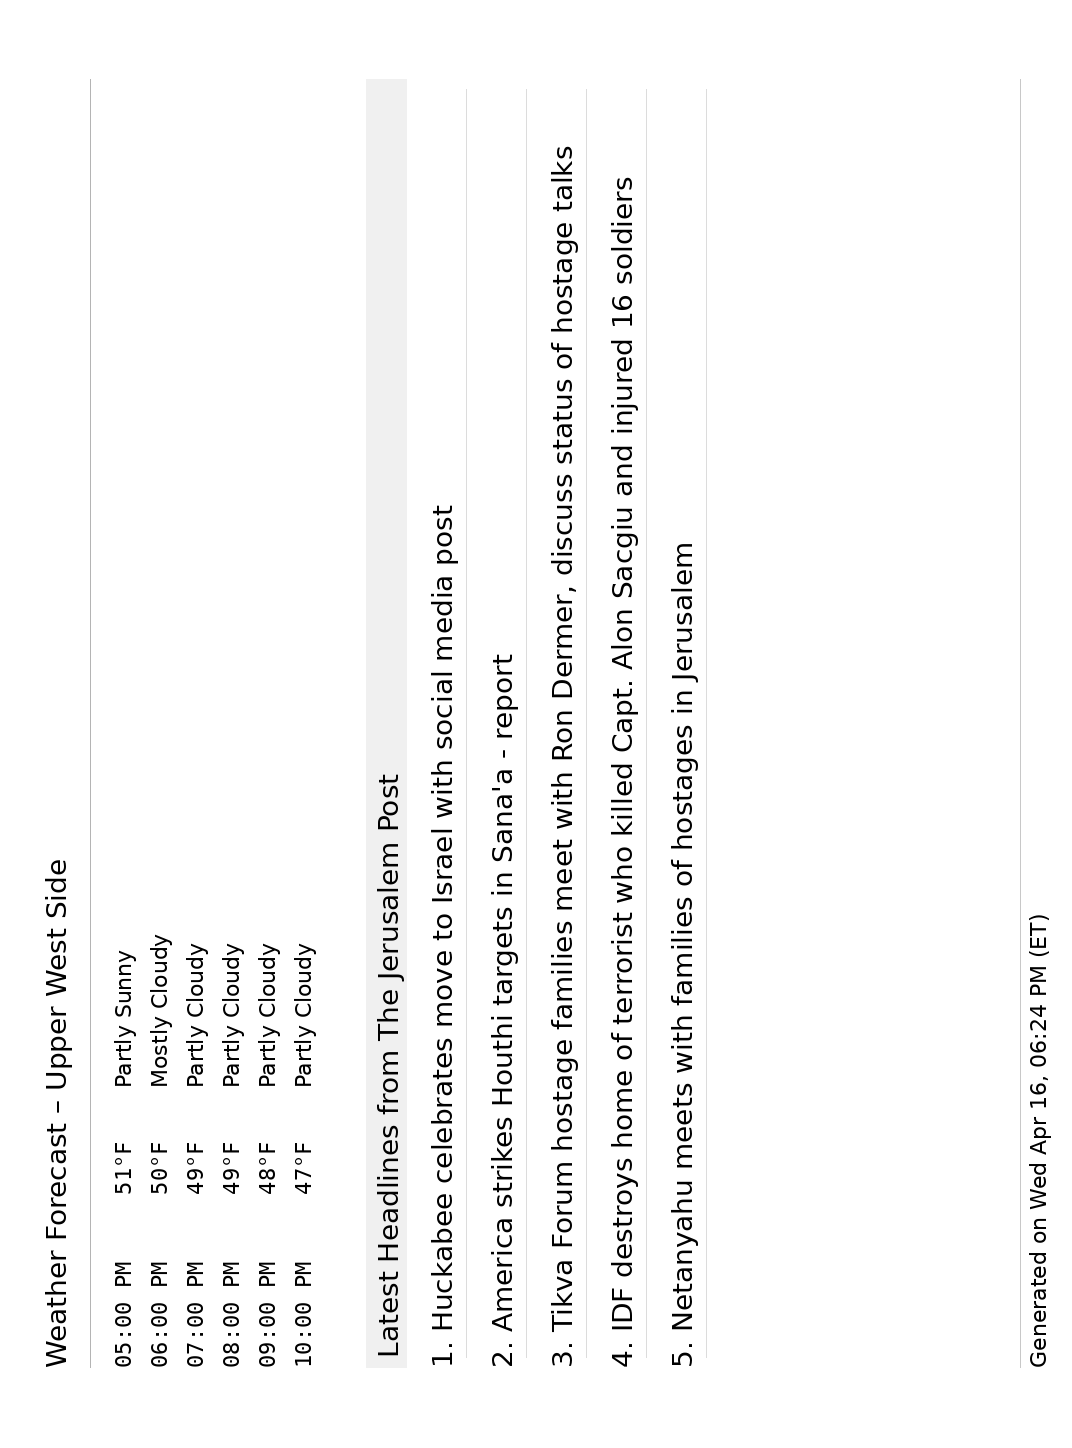 Weather Forecast – Upper West Side
05:00 PM 51°F Partly Sunny
06:00 PM 50°F Mostly Cloudy
07:00 PM 49°F Partly Cloudy
08:00 PM 49°F Partly Cloudy
09:00 PM 48°F Partly Cloudy
10:00 PM 47°F Partly Cloudy
Latest Headlines from The Jerusalem Post
1. Huckabee celebrates move to Israel with social media post
2. America strikes Houthi targets in Sana'a - report
3. Tikva Forum hostage families meet with Ron Dermer, discuss status of hostage talks
4. IDF destroys home of terrorist who killed Capt. Alon Sacgiu and injured 16 soldiers
5. Netanyahu meets with families of hostages in Jerusalem
Generated on Wed Apr 16, 06:24 PM (ET)